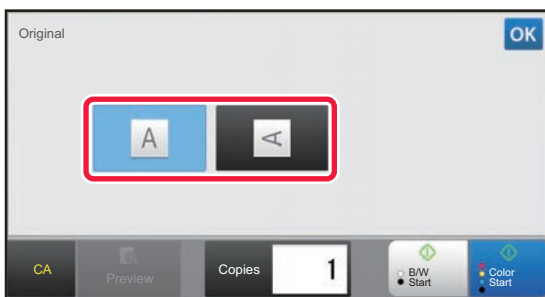 Original
OK
A
A
CA
Preview
Copies
1
B/W
Start
Color
Start